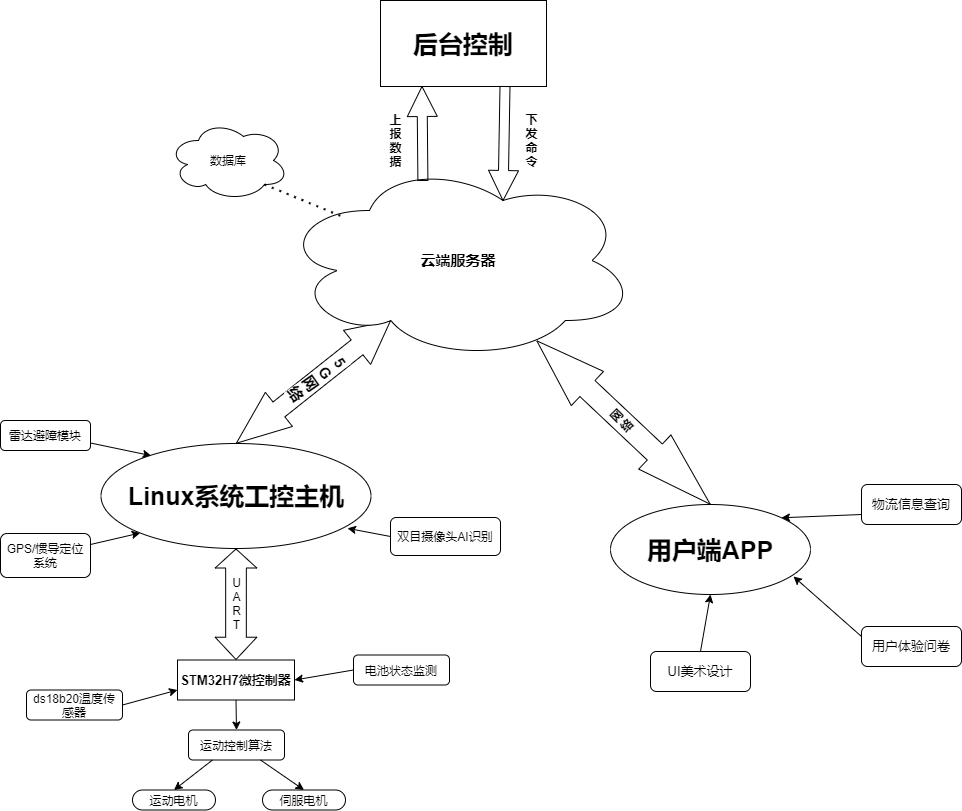 后台控制
上报数据
下发命令
数据库
云端服务器
5G网络
网络
雷达避障模块
Linux系统工控主机
GPS/惯导定位
系统
双目摄像头AI识别
物流信息查询
用户端APP
UART
用户体验问卷
UI美术设计
STM32H7微控制器
电池状态监测
ds18b20温度传
感器
运动控制算法
运动电机
伺服电机